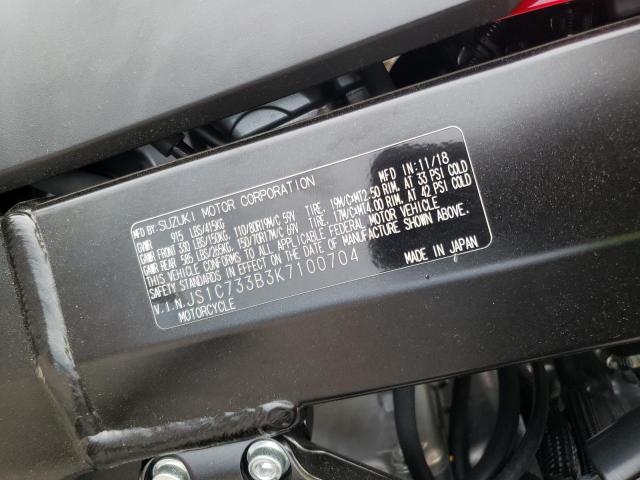 MFD BY:SUZUKI MOTOR CORPORATION MFD IN:11/18
GVWR 915 LBS/415KG
GAWR FRONT 330 LBS/150KG 110/80R19M/C 59V TIRE, 19M/C×MT2.50 RIM, AT 33 PSI COLD
GAWR REAR 585 LBS/265KG 150/70R17M/C 69V TIRE, 17M/C×MT4.00 RIM, AT 42 PSI COLD
THIS VEHICLE CONFORMS TO ALL APPLICABLE FEDERAL MOTOR VEHICLE
SAFETY STANDARDS IN EFFECT ON THE DATE OF MANUFACTURE SHOWN ABOVE.
V.I.N.JS1C733B3K7100704 MADE IN JAPAN
MOTORCYCLE